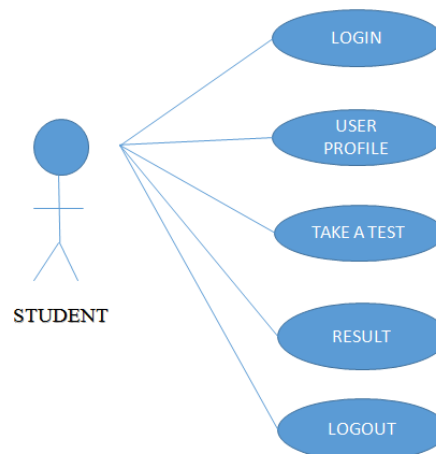 LOGIN
USER
PROFILE
TAKE A TEST
STUDENT
RESULT
LOGOUT